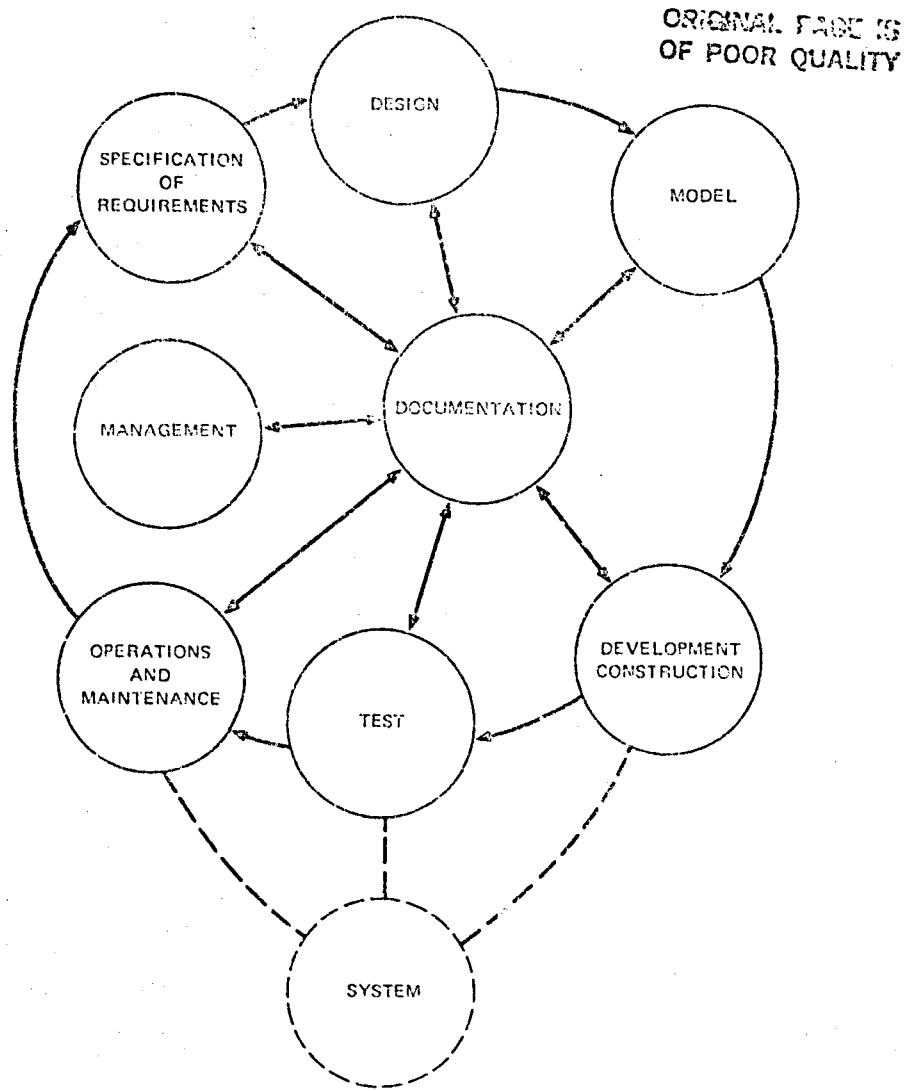 ORIGINAL PAGE IS
OF POOR QUALITY
DESIGN
SPECIFICATION
OF
REQUIREMENTS
MODEL
DOCUMENTATION
MANAGEMENT
OPERATIONS
AND
MAINTENANCE
TEST
DEVELOPMENT
CONSTRUCTION
SYSTEM